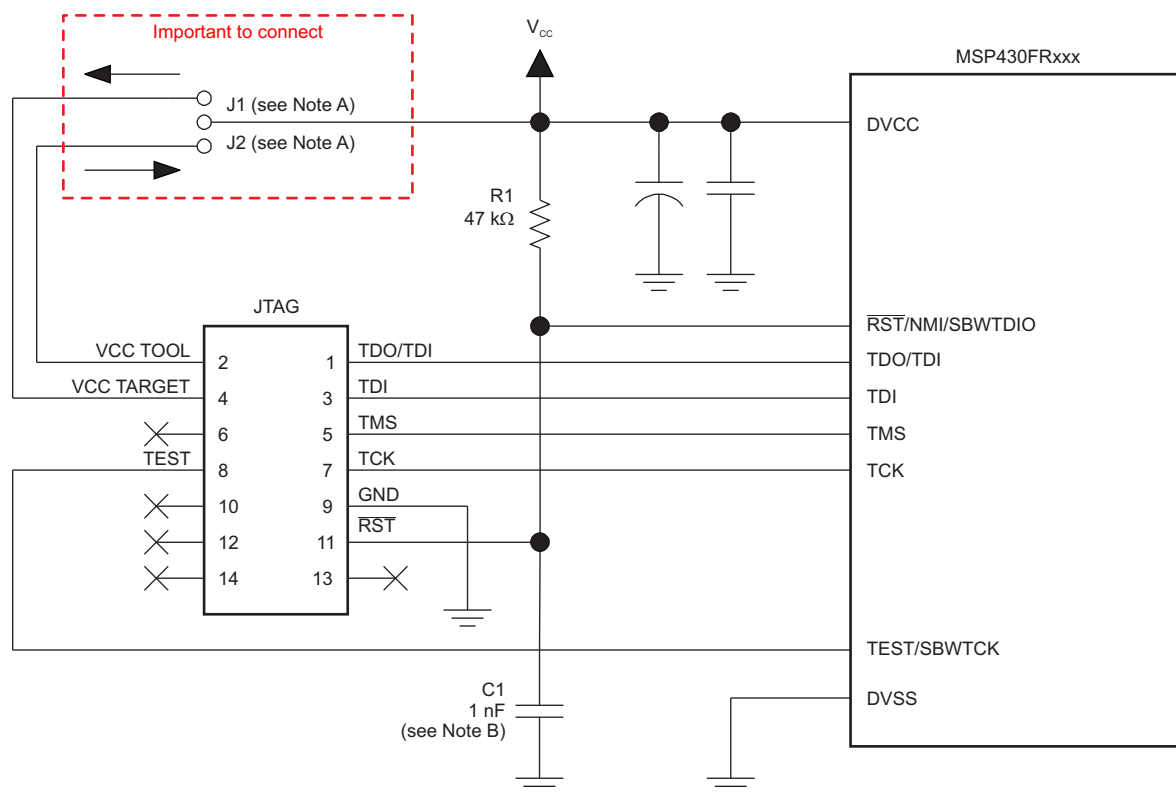 Important to connect
J1 (see Note A)
J2 (see Note A)
VCC
MSP430FRxxx
DVCC
R1
47 kΩ
JTAG
RST/NMI/SBWTDIO
VCC TOOL
2
1
TDO/TDI
TDO/TDI
VCC TARGET
4
3
TDI
TDI
6
5
TMS
TMS
TEST
8
7
TCK
TCK
10
9
GND
12
11
RST
14
13
TEST/SBWTCK
C1
1 nF
(see Note B)
DVSS